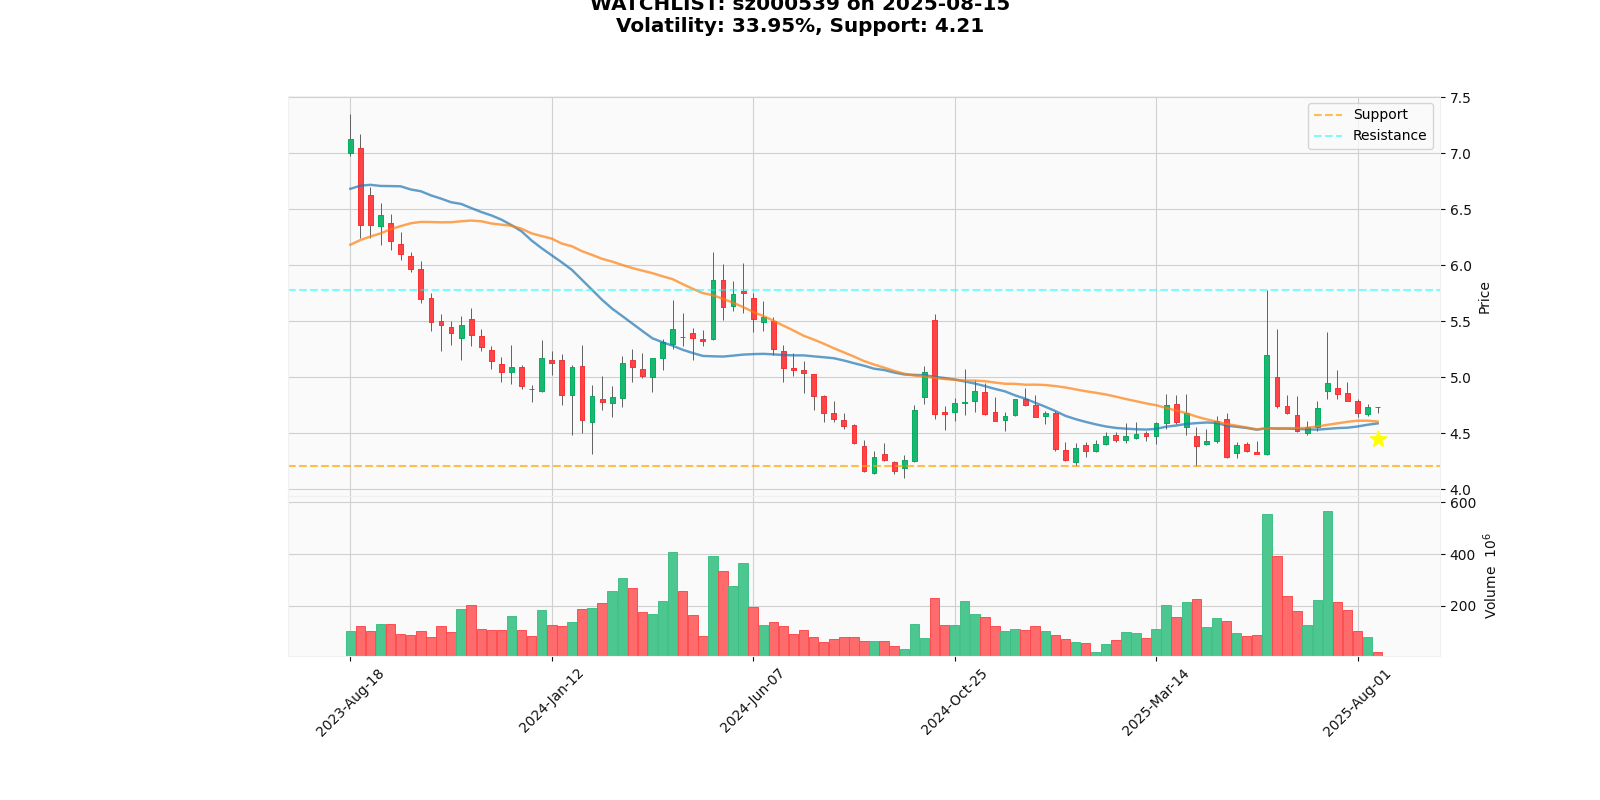 WATCHLIST: sz000539 on 2025-08-15
Volatility: 33.95%, Support: 4.21
Support
Resistance
7.5
7.0
6.5
6.0
5.5
5.0
4.5
4.0
Price
600
400
200
Volume 10⁶
2023-Aug-18
2024-Jan-12
2024-Jun-07
2024-Oct-25
2025-Mar-14
2025-Aug-01